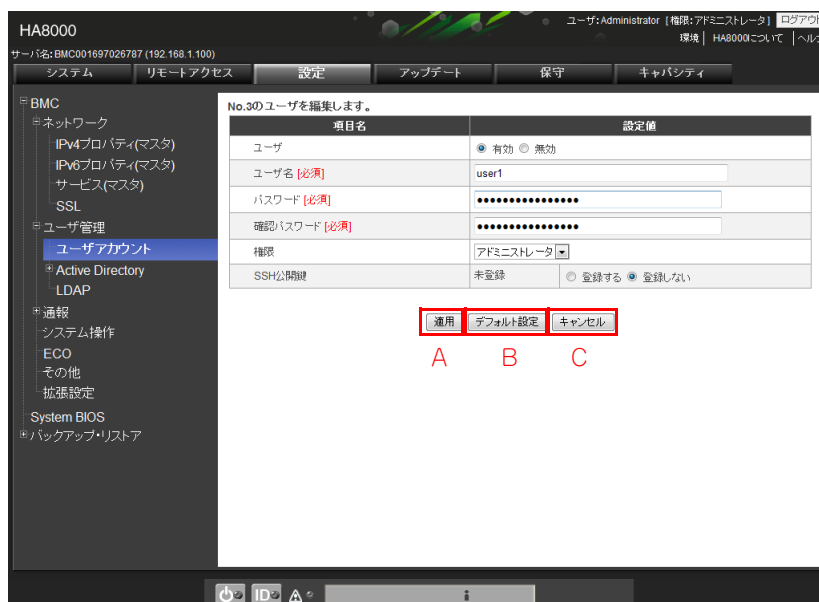 HA8000
ユーザ:Administrator [権限:アドミニストレータ] ログアウ
環境 HA8000について ヘル
サーバ名:BMC001697026787 (192.168.1.100)
システム リモートアクセス 設定 アップデート 保守 キャパシティ
BMC
ネットワーク
IPv4プロパティ(マスタ)
IPv6プロパティ(マスタ)
サービス(マスタ)
SSL
ユーザ管理
ユーザアカウント
Active Directory
LDAP
通報
システム操作
ECO
その他
拡張設定
System BIOS
バックアップ・リストア
No.3のユーザを編集します。
項目名 設定値
ユーザ 有効 無効
ユーザ名 [必須] user1
パスワード [必須] ●●●●●●●●●●●●●●●
確認パスワード [必須] ●●●●●●●●●●●●●●●
権限 アドミニストレータ
SSH公開鍵 未登録 登録する 登録しない
適用 デフォルト設定 キャンセル
A B C
ID